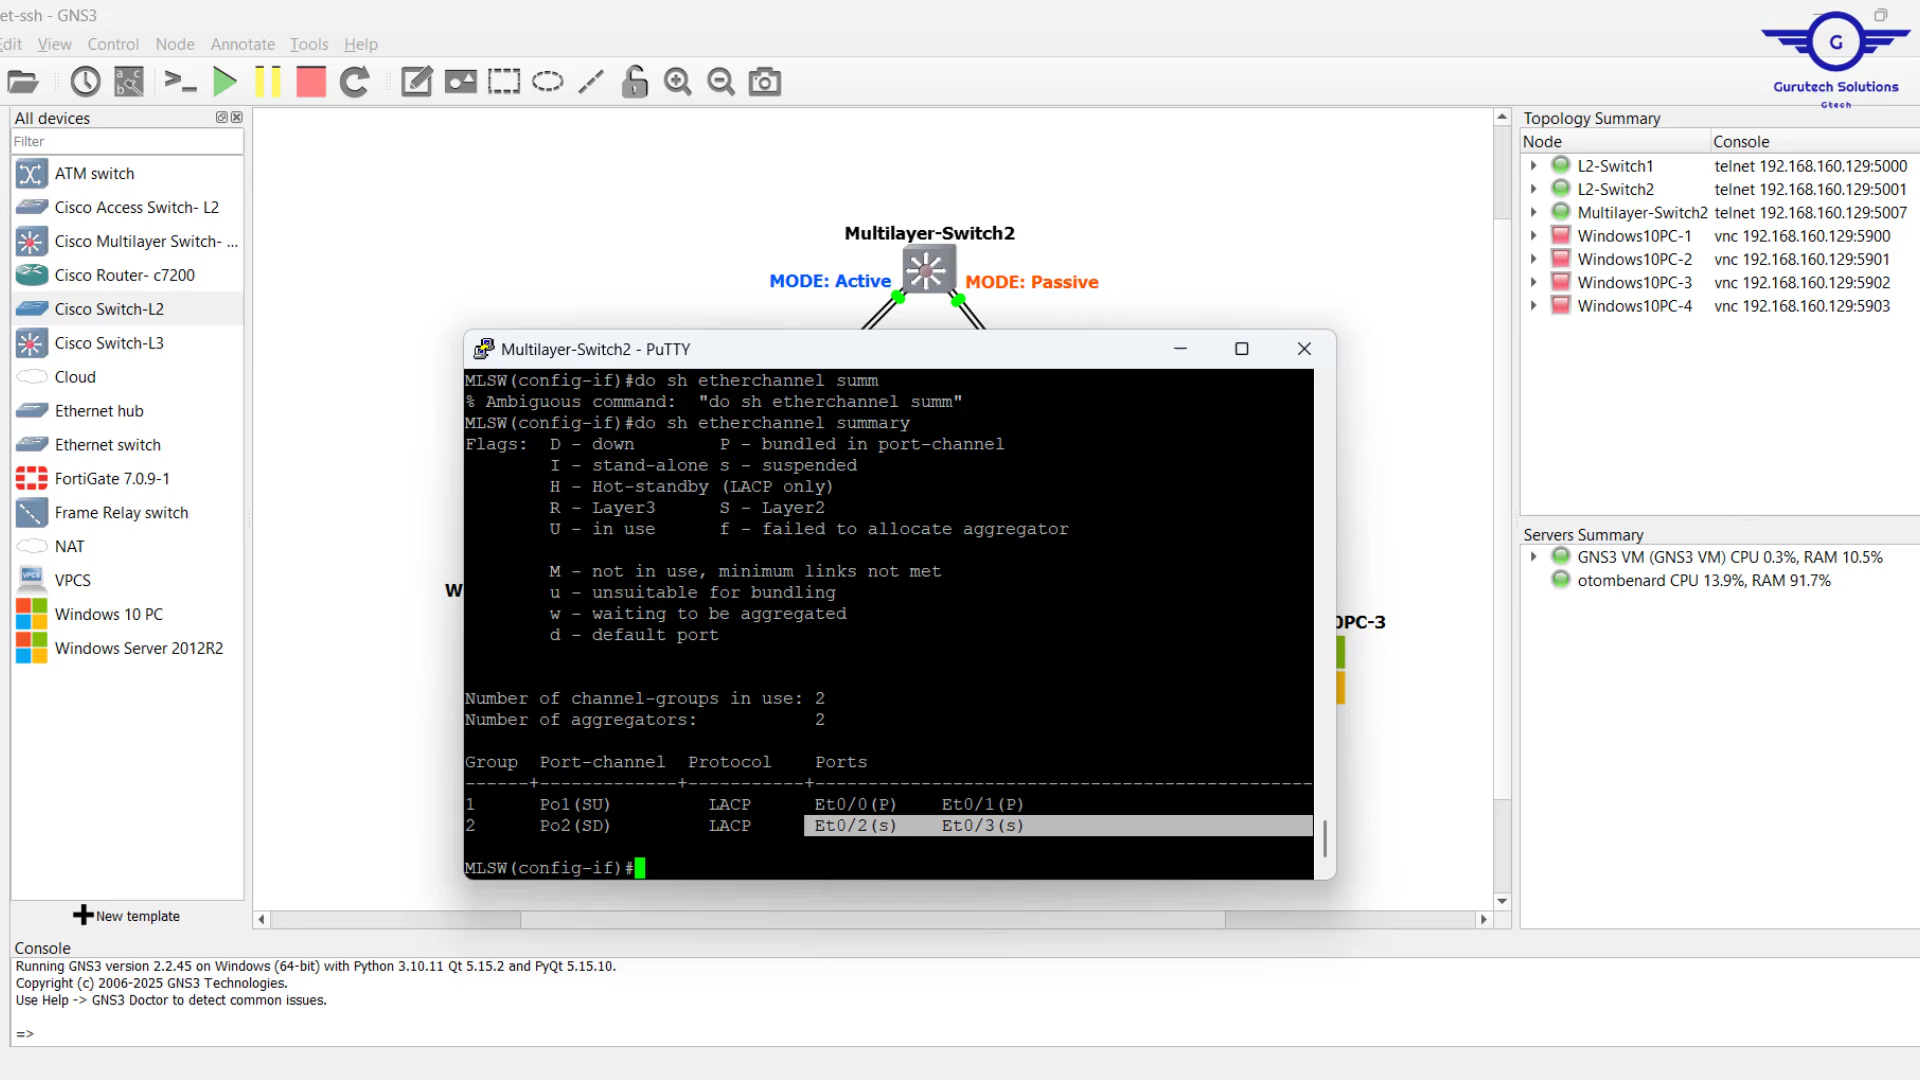 et-ssh - GNS3
Edit View Control Node Annotate Tools Help
G
Gurutech Solutions
Gtech
All devices
Filter
ATM switch
Cisco Access Switch- L2
Cisco Multilayer Switch- ...
Cisco Router- c7200
Cisco Switch-L2
Cisco Switch-L3
Cloud
Ethernet hub
Ethernet switch
FortiGate 7.0.9-1
Frame Relay switch
NAT
VPCS
Windows 10 PC
Windows Server 2012R2
New template
Multilayer-Switch2
MODE: Active
MODE: Passive
W
0PC-3
Multilayer-Switch2 - PuTTY
MLSW(config-if)#do sh etherchannel summ
% Ambiguous command:  "do sh etherchannel summ"
MLSW(config-if)#do sh etherchannel summary
Flags:  D - down        P - bundled in port-channel
I - stand-alone s - suspended
H - Hot-standby (LACP only)
R - Layer3      S - Layer2
U - in use      f - failed to allocate aggregator
M - not in use, minimum links not met
u - unsuitable for bundling
w - waiting to be aggregated
d - default port
Number of channel-groups in use: 2
Number of aggregators:           2
Group  Port-channel  Protocol    Ports
------+-------------+-----------+-----------------------------------------------
1      Po1(SU)         LACP      Et0/0(P)    Et0/1(P)
2      Po2(SD)         LACP      Et0/2(s)    Et0/3(s)
MLSW(config-if)#
Topology Summary
Node Console
L2-Switch1 telnet 192.168.160.129:5000
L2-Switch2 telnet 192.168.160.129:5001
Multilayer-Switch2 telnet 192.168.160.129:5007
Windows10PC-1 vnc 192.168.160.129:5900
Windows10PC-2 vnc 192.168.160.129:5901
Windows10PC-3 vnc 192.168.160.129:5902
Windows10PC-4 vnc 192.168.160.129:5903
Servers Summary
GNS3 VM (GNS3 VM) CPU 0.3%, RAM 10.5%
otombenard CPU 13.9%, RAM 91.7%
Console
Running GNS3 version 2.2.45 on Windows (64-bit) with Python 3.10.11 Qt 5.15.2 and PyQt 5.15.10.
Copyright (c) 2006-2025 GNS3 Technologies.
Use Help -> GNS3 Doctor to detect common issues.
=>